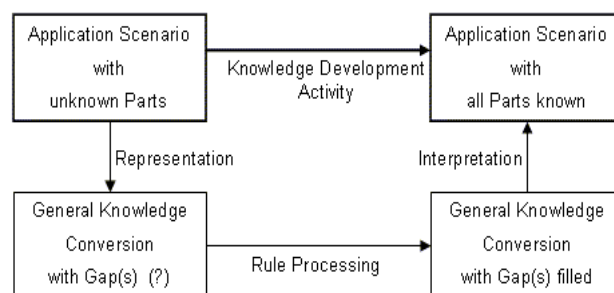 Application Scenario
with
unknown Parts
Knowledge Development
Activity
Application Scenario
with
all Parts known
Representation
Interpretation
General Knowledge
Conversion
with Gap(s) (?)
Rule Processing
General Knowledge
Conversion
with Gap(s) filled